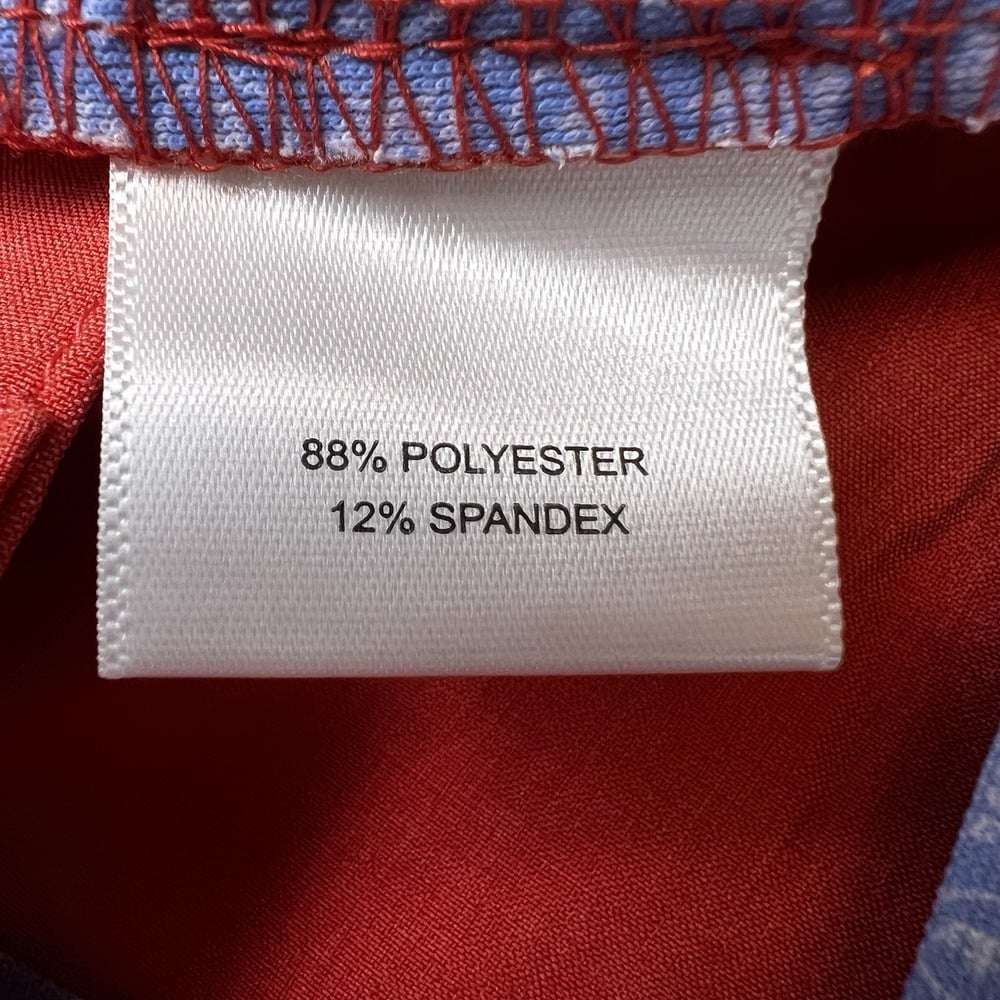 88% POLYESTER
12% SPANDEX